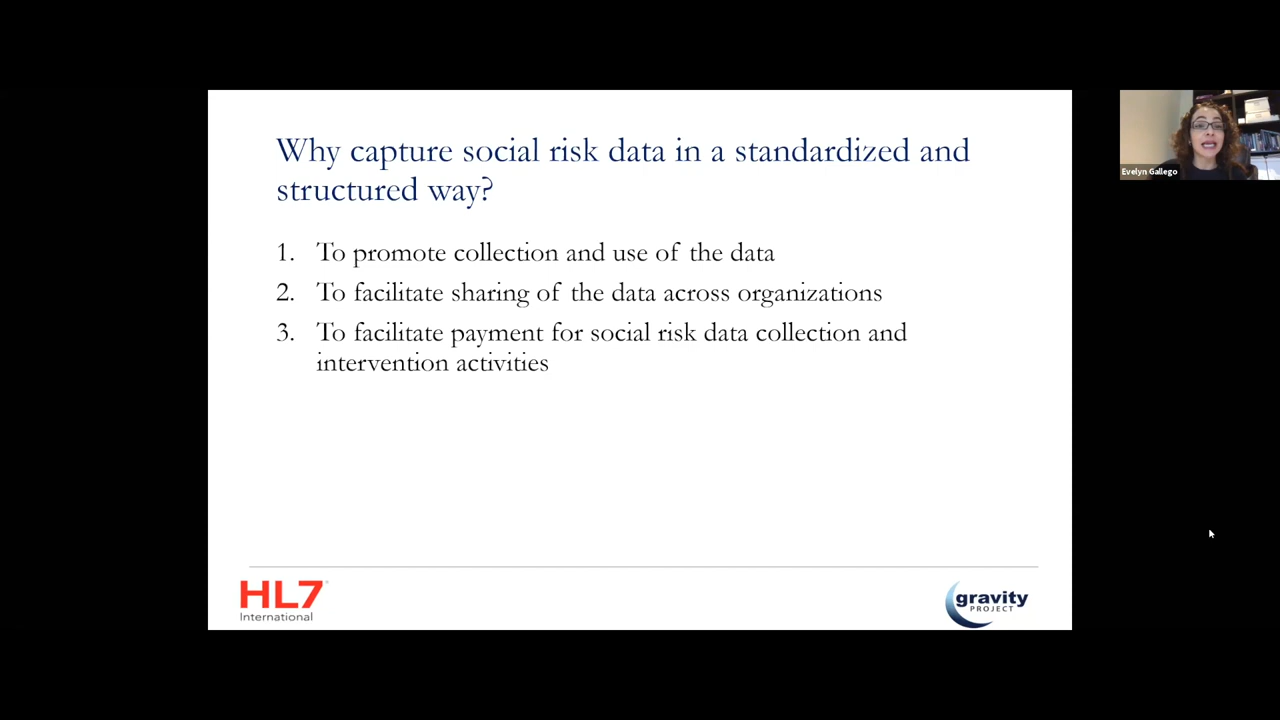 Why capture social risk data in a standardized and
structured way?
1. To promote collection and use of the data
2. To facilitate sharing of the data across organizations
3. To facilitate payment for social risk data collection and
intervention activities
HL7
International
gravity
PROJECT
Evelyn Gallego